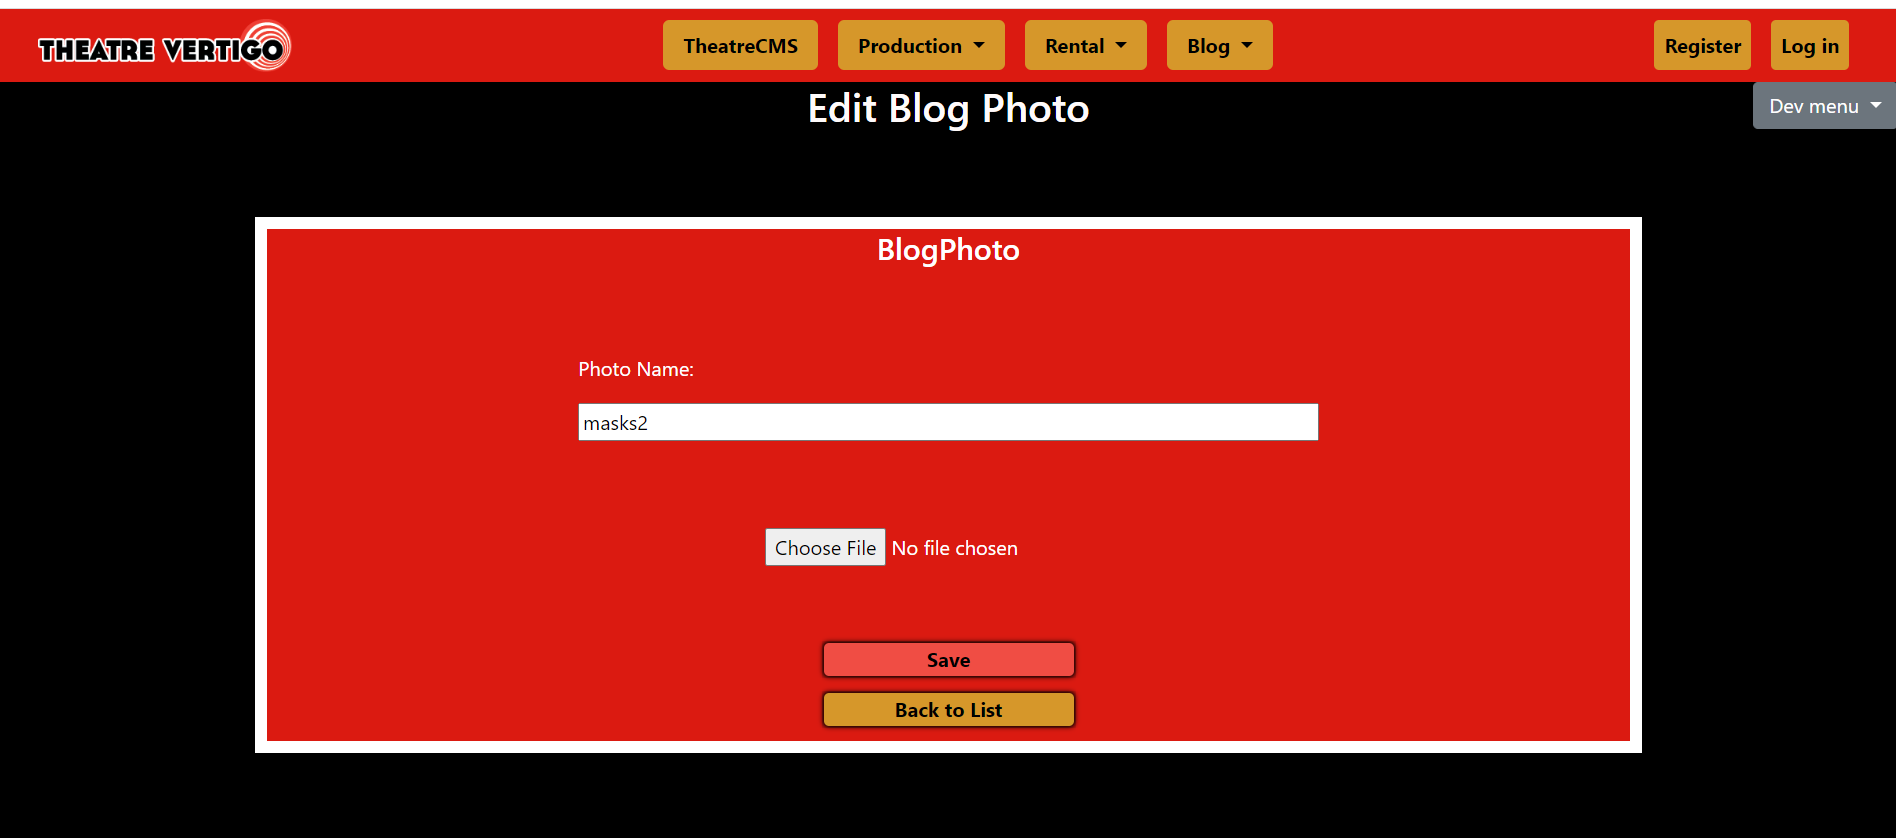 THEATRE VERTIGO
TheatreCMS Production Rental Blog Register Log in
Edit Blog Photo
Dev menu
BlogPhoto
Photo Name:
masks2
Choose File No file chosen
Save
Back to List